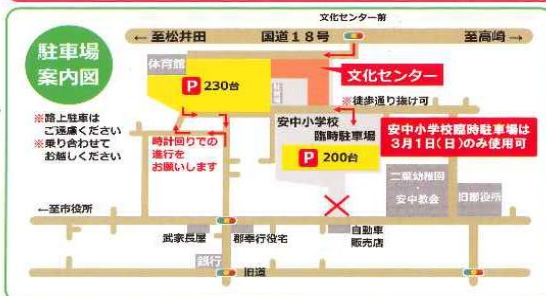 文化センター前
←至松井田
国道18号
至高崎→
駐車場
案内図
体育館
P 230台
文化センター
※徒歩通り抜け可
※路上駐車は
ご遠慮ください
※乗り合わせて
お越しください
時計回りでの
進行を
お願いします
安中小学校
臨時駐車場
P 200台
安中小学校臨時駐車場は
3月1日(日)のみ使用可
二葉幼稚園・
安中教会
旧郡役所
←至市役所
武家長屋
郡奉行役宅
自動車
販売店
銀行
旧道